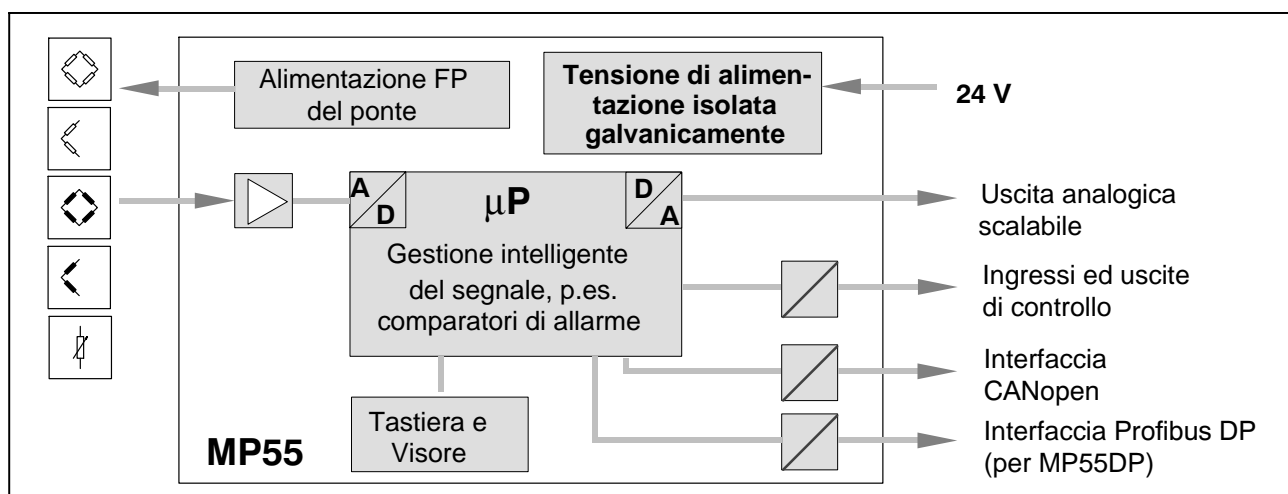 Alimentazione FP
del ponte
Tensione di alimen-
tazione isolata
galvanicamente
24 V
A
D
µP
D
A
Gestione intelligente
del segnale, p.es.
comparatori di allarme
Uscita analogica
scalabile
Ingressi ed uscite
di controllo
Interfaccia
CANopen
Tastiera e
Visore
MP55
Interfaccia Profibus DP
(per MP55DP)